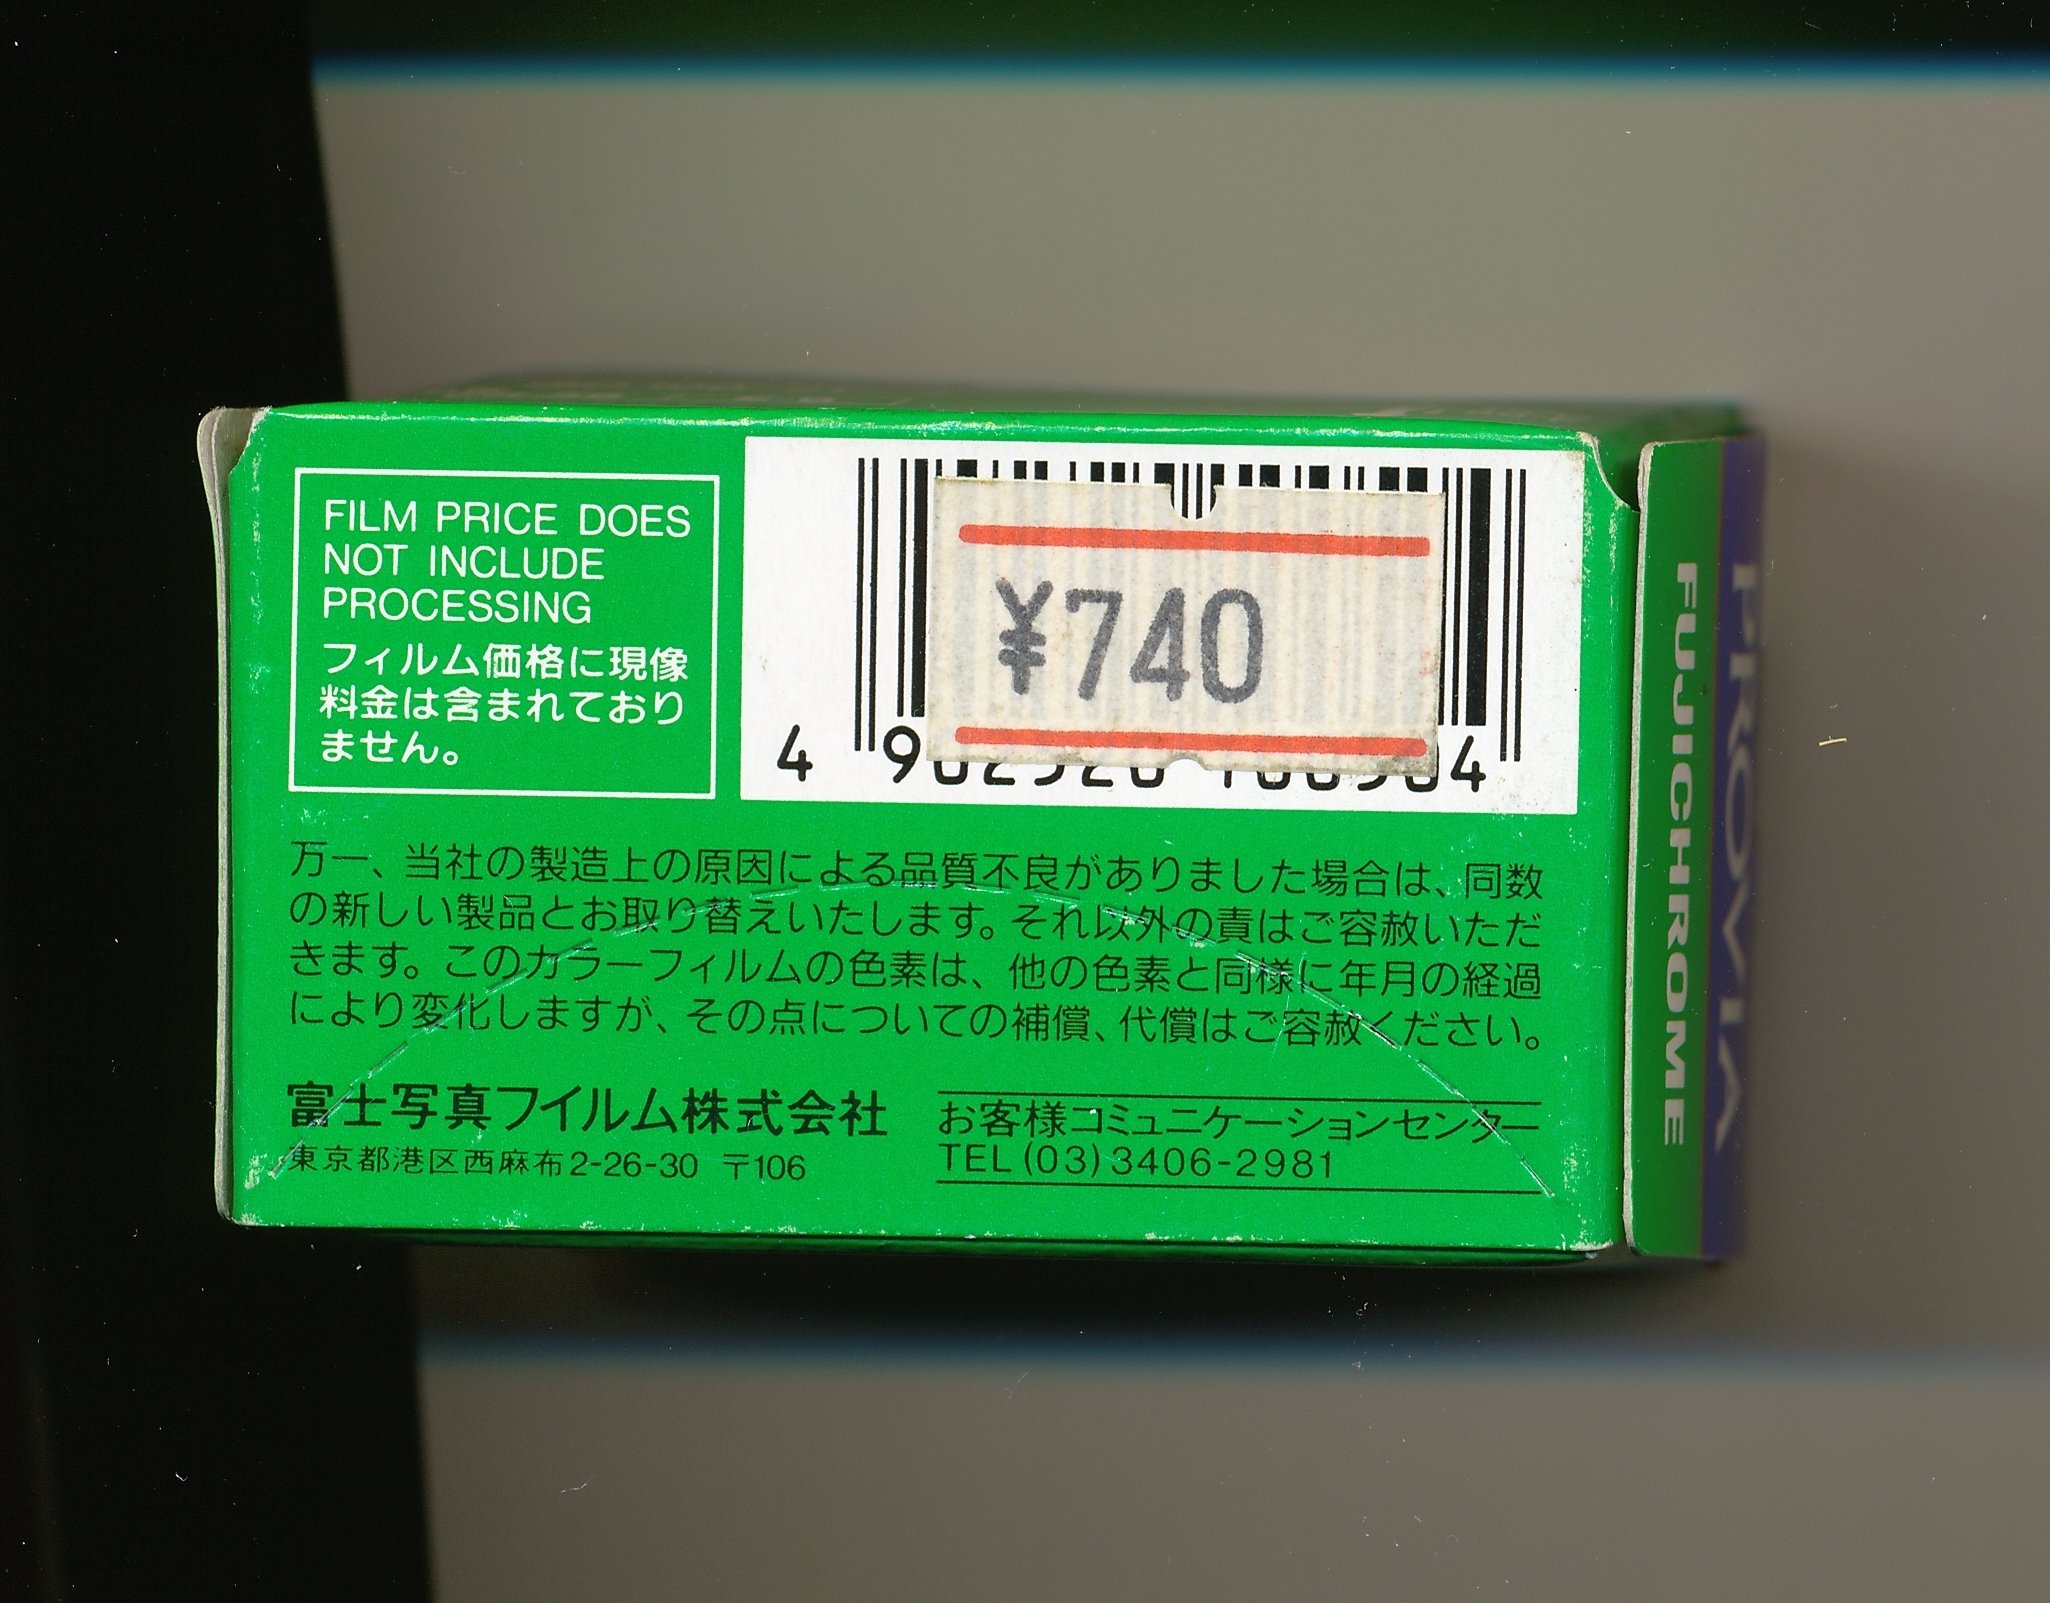 FILM PRICE DOES
NOT INCLUDE
PROCESSING
フィルム価格に現像
料金は含まれており
ません。
¥740
4
万一、当社の製造上の原因による品質不良がありました場合は、同数
の新しい製品とお取り替えいたします。それ以外の責はご容赦いただ
きます。このカラーフィルムの色素は、他の色素と同様に年月の経過
により変化しますが、その点についての補償、代償はご容赦ください。
富士写真フイルム株式会社
東京都港区西麻布2-26-30 〒106
お客様コミュニケーションセンター
TEL(03)3406-2981
FUJICHROME
PROVIA